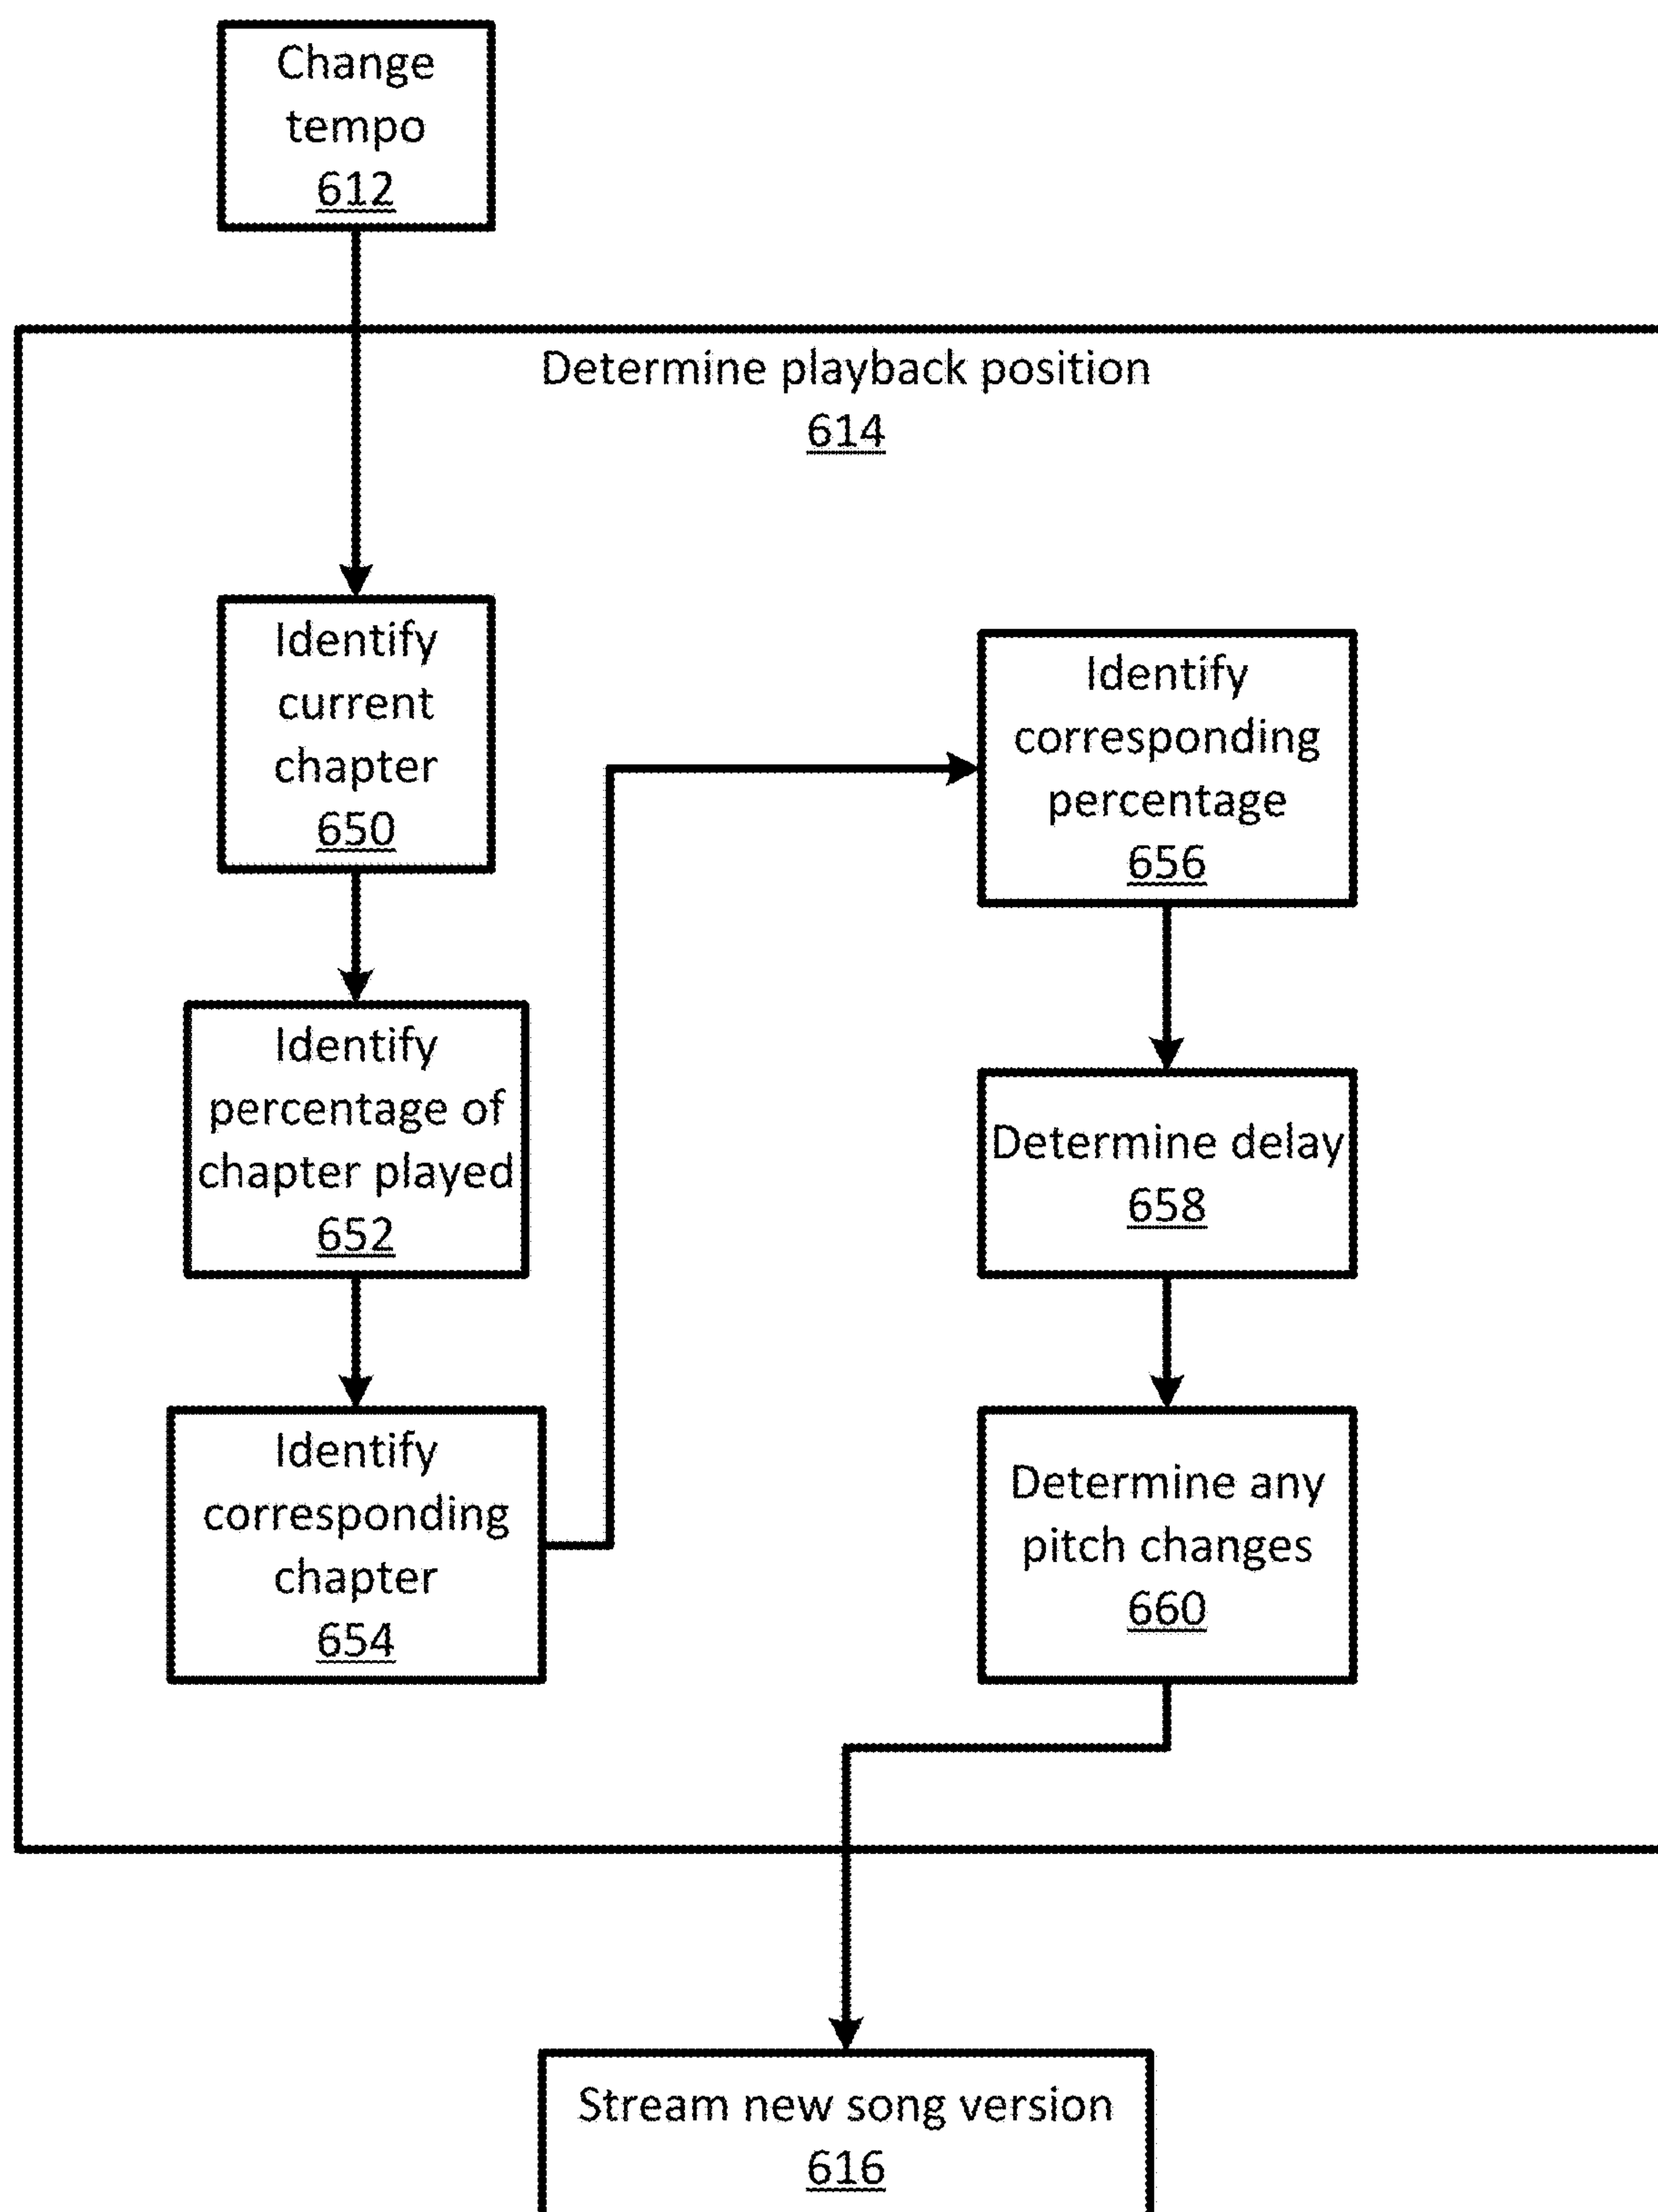 Change
tempo
612
Determine playback position
614
Identify
current
chapter
650
Identify
percentage of
chapter played
652
Identify
corresponding
chapter
654
Identify
corresponding
percentage
656
Determine delay
658
Determine any
pitch changes
660
Stream new song version
616